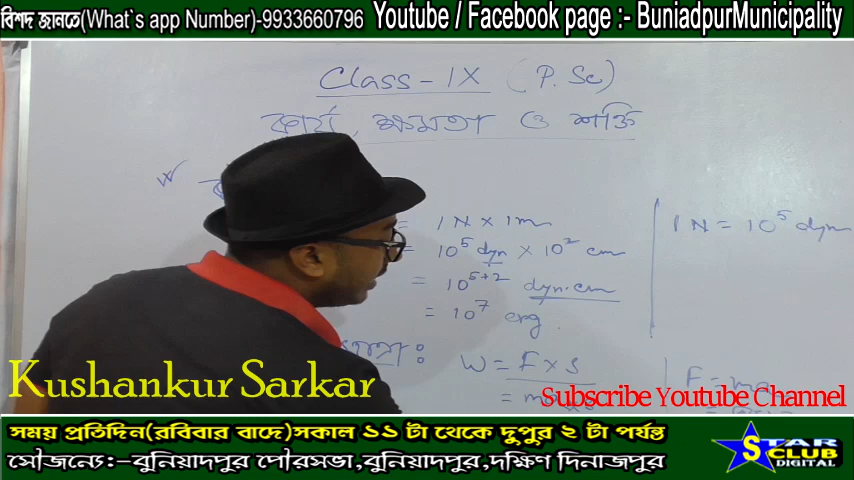 বিশদ জানতে(What`s app Number)-9933660796 Youtube / Facebook page :- BuniadpurMunicipality
Class - IX (P. Sc)
কার্য, ক্ষমতা ও শক্তি
= 1 N × 1 m
1 N = 10⁵ dyn
= 10⁵ dyn × 10² cm
= 10⁵⁺² dyn.cm
= 10⁷ erg
W = F × s
F = ma
Kushankur Sarkar
Subscribe Youtube Channel
সময় প্রতিদিন(রবিবার বাদে)সকাল ১১ টা থেকে দুপুর ২ টা পর্যন্ত
সৌজন্যে:-বুনিয়াদপুর পৌরসভা,বুনিয়াদপুর,দক্ষিণ দিনাজপুর
STAR
CLUB
DIGITAL